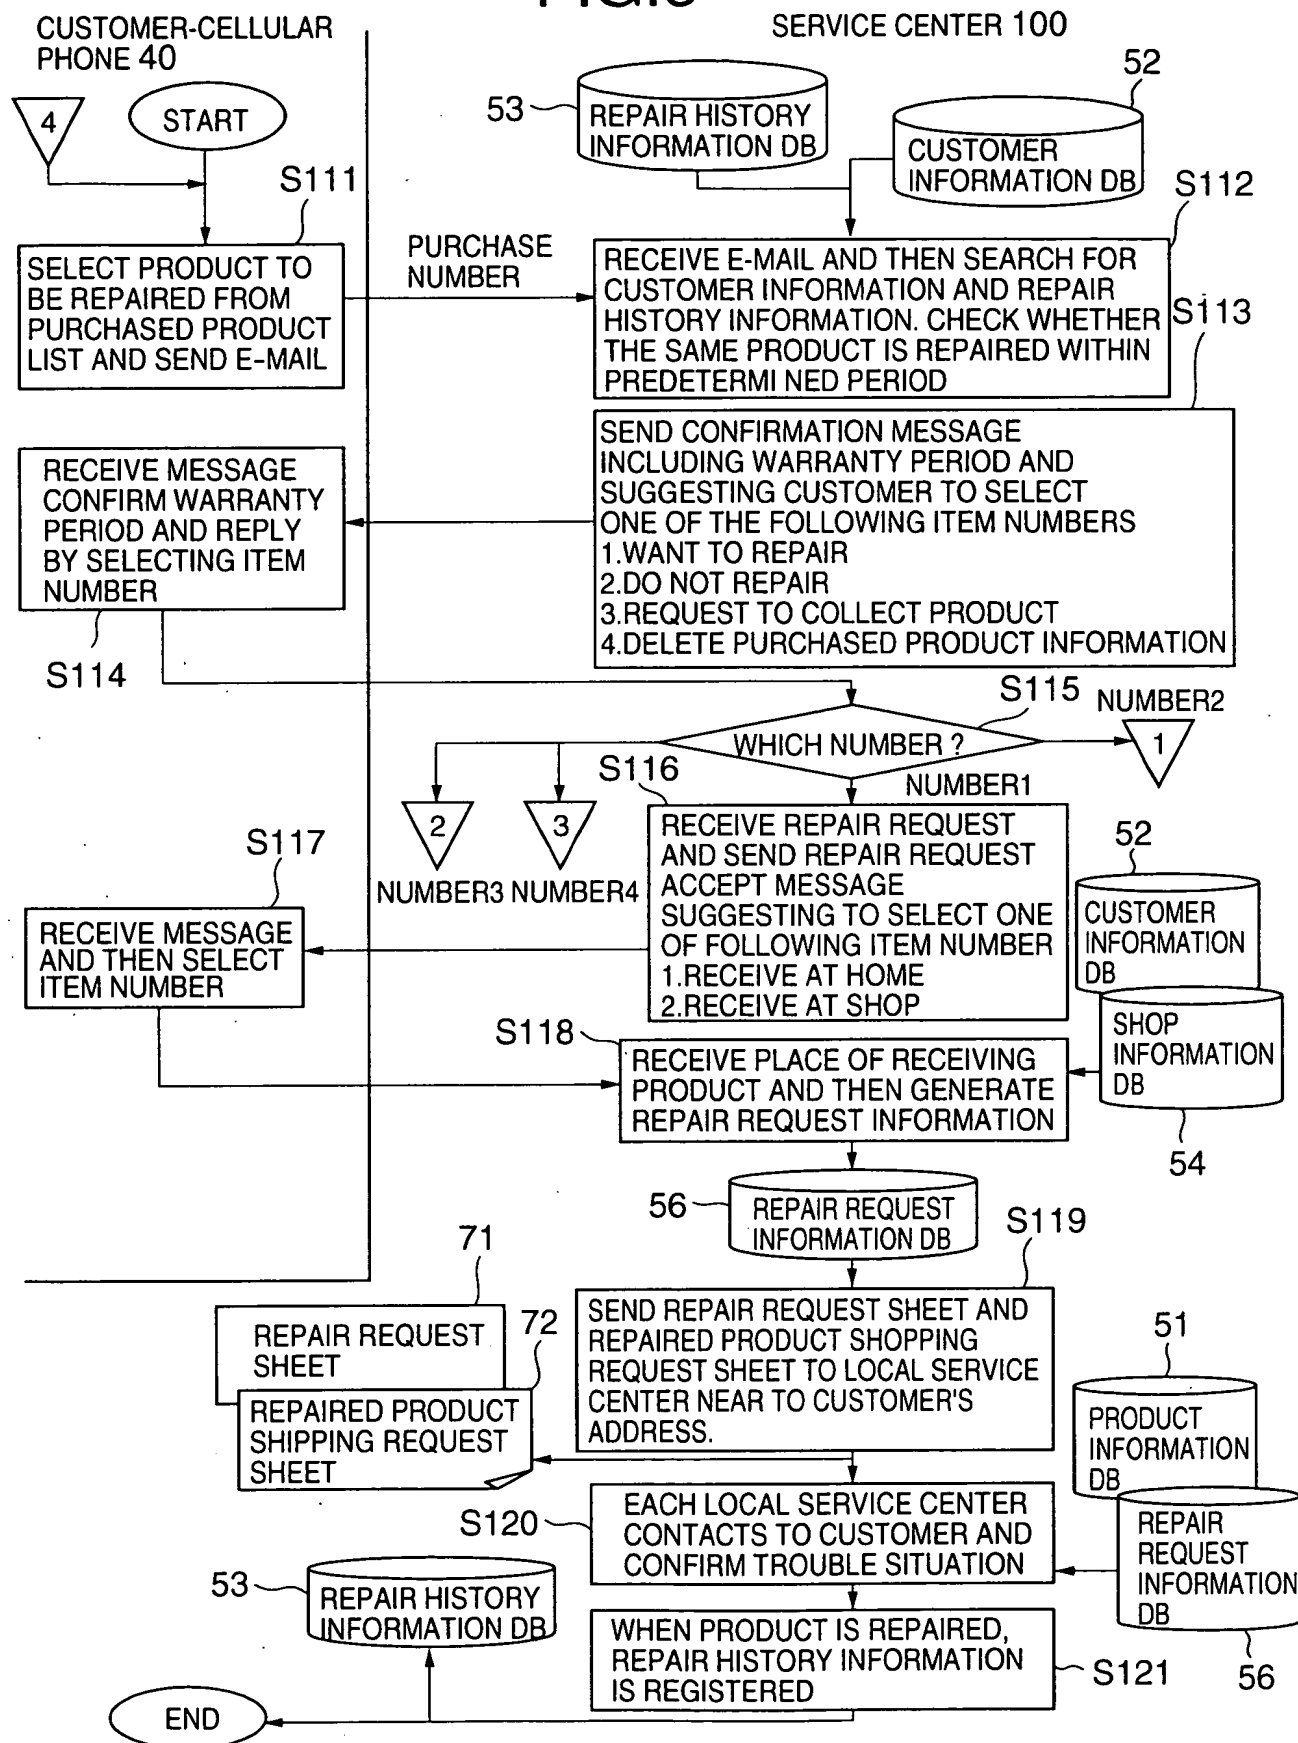 CUSTOMER-CELLULAR
PHONE 40
SERVICE CENTER 100
4
START
53
REPAIR HISTORY
INFORMATION DB
52
CUSTOMER
INFORMATION DB
S111
SELECT PRODUCT TO
BE REPAIRED FROM
PURCHASED PRODUCT
LIST AND SEND E-MAIL
PURCHASE
NUMBER
S112
RECEIVE E-MAIL AND THEN SEARCH FOR
CUSTOMER INFORMATION AND REPAIR
HISTORY INFORMATION. CHECK WHETHER
THE SAME PRODUCT IS REPAIRED WITHIN
PREDETERMI NED PERIOD
S113
SEND CONFIRMATION MESSAGE
INCLUDING WARRANTY PERIOD AND
SUGGESTING CUSTOMER TO SELECT
ONE OF THE FOLLOWING ITEM NUMBERS
1.WANT TO REPAIR
2.DO NOT REPAIR
3.REQUEST TO COLLECT PRODUCT
4.DELETE PURCHASED PRODUCT INFORMATION
RECEIVE MESSAGE
CONFIRM WARRANTY
PERIOD AND REPLY
BY SELECTING ITEM
NUMBER
S114
S115
WHICH NUMBER ?
NUMBER2
1
2
NUMBER3
3
NUMBER4
NUMBER1
S116
RECEIVE REPAIR REQUEST
AND SEND REPAIR REQUEST
ACCEPT MESSAGE
SUGGESTING TO SELECT ONE
OF FOLLOWING ITEM NUMBER
1.RECEIVE AT HOME
2.RECEIVE AT SHOP
S117
RECEIVE MESSAGE
AND THEN SELECT
ITEM NUMBER
52
CUSTOMER
INFORMATION
DB
SHOP
INFORMATION
DB
54
S118
RECEIVE PLACE OF RECEIVING
PRODUCT AND THEN GENERATE
REPAIR REQUEST INFORMATION
56
REPAIR REQUEST
INFORMATION DB
S119
SEND REPAIR REQUEST SHEET AND
REPAIRED PRODUCT SHOPPING
REQUEST SHEET TO LOCAL SERVICE
CENTER NEAR TO CUSTOMER'S
ADDRESS.
71
REPAIR REQUEST
SHEET
72
REPAIRED PRODUCT
SHIPPING REQUEST
SHEET
51
PRODUCT
INFORMATION
DB
REPAIR
REQUEST
INFORMATION
DB
56
S120
EACH LOCAL SERVICE CENTER
CONTACTS TO CUSTOMER AND
CONFIRM TROUBLE SITUATION
53
REPAIR HISTORY
INFORMATION DB
WHEN PRODUCT IS REPAIRED,
REPAIR HISTORY INFORMATION
IS REGISTERED
S121
END